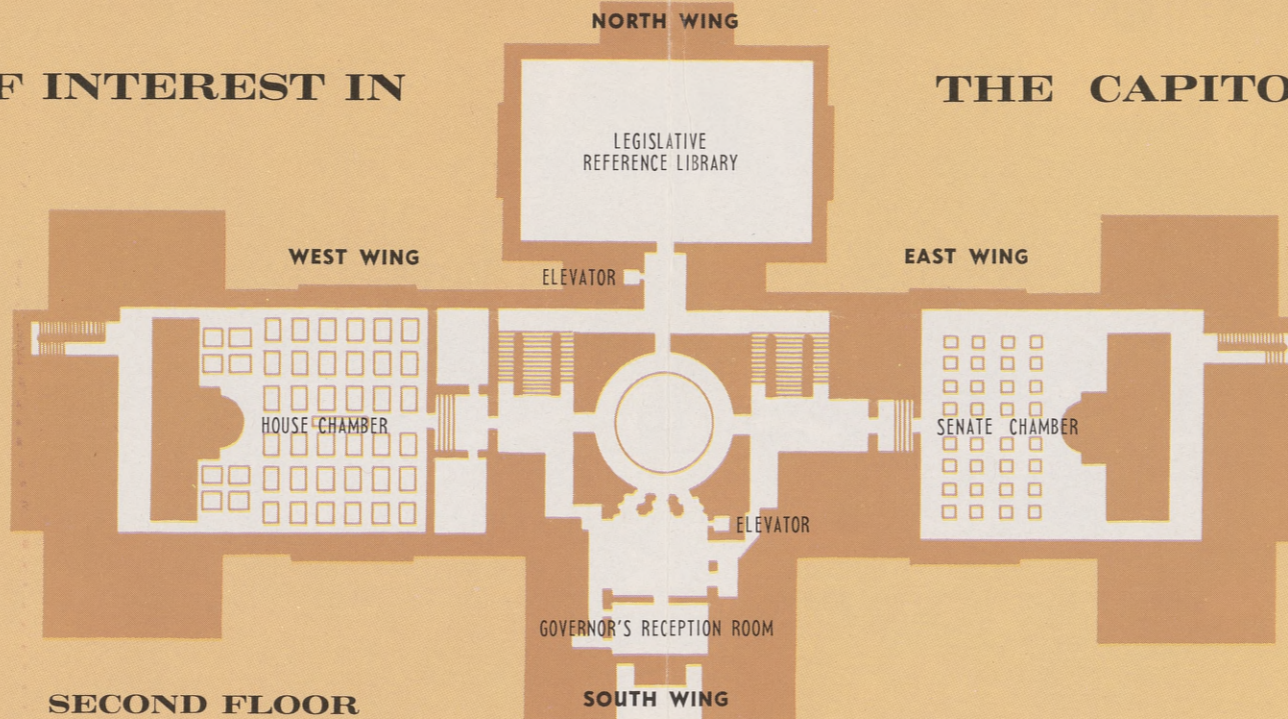 NORTH WING
F INTEREST IN
THE CAPITO
LEGISLATIVE
REFERENCE LIBRARY
WEST WING
EAST WING
ELEVATOR
HOUSE CHAMBER
SENATE CHAMBER
ELEVATOR
GOVERNOR'S RECEPTION ROOM
SECOND FLOOR
SOUTH WING